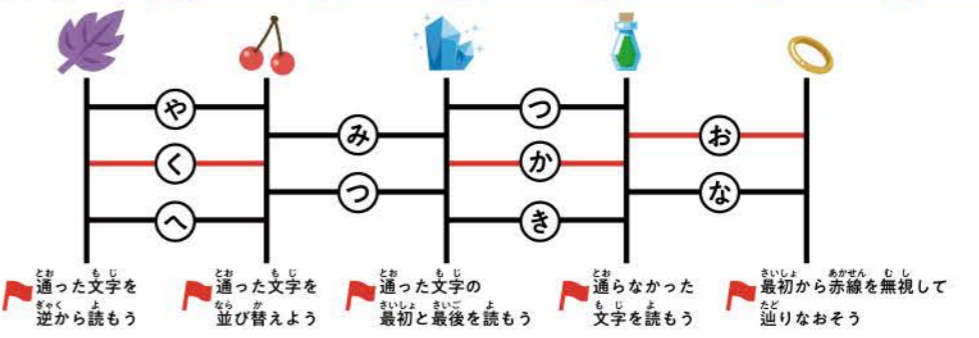 や
つ
み
お
く
か
つ
な
へ
き
通った文字を
逆から読もう
通った文字を
並び替えよう
通った文字の
最初と最後を読もう
通らなかった
文字を読もう
最初から赤線を無視して
辿りなおそう